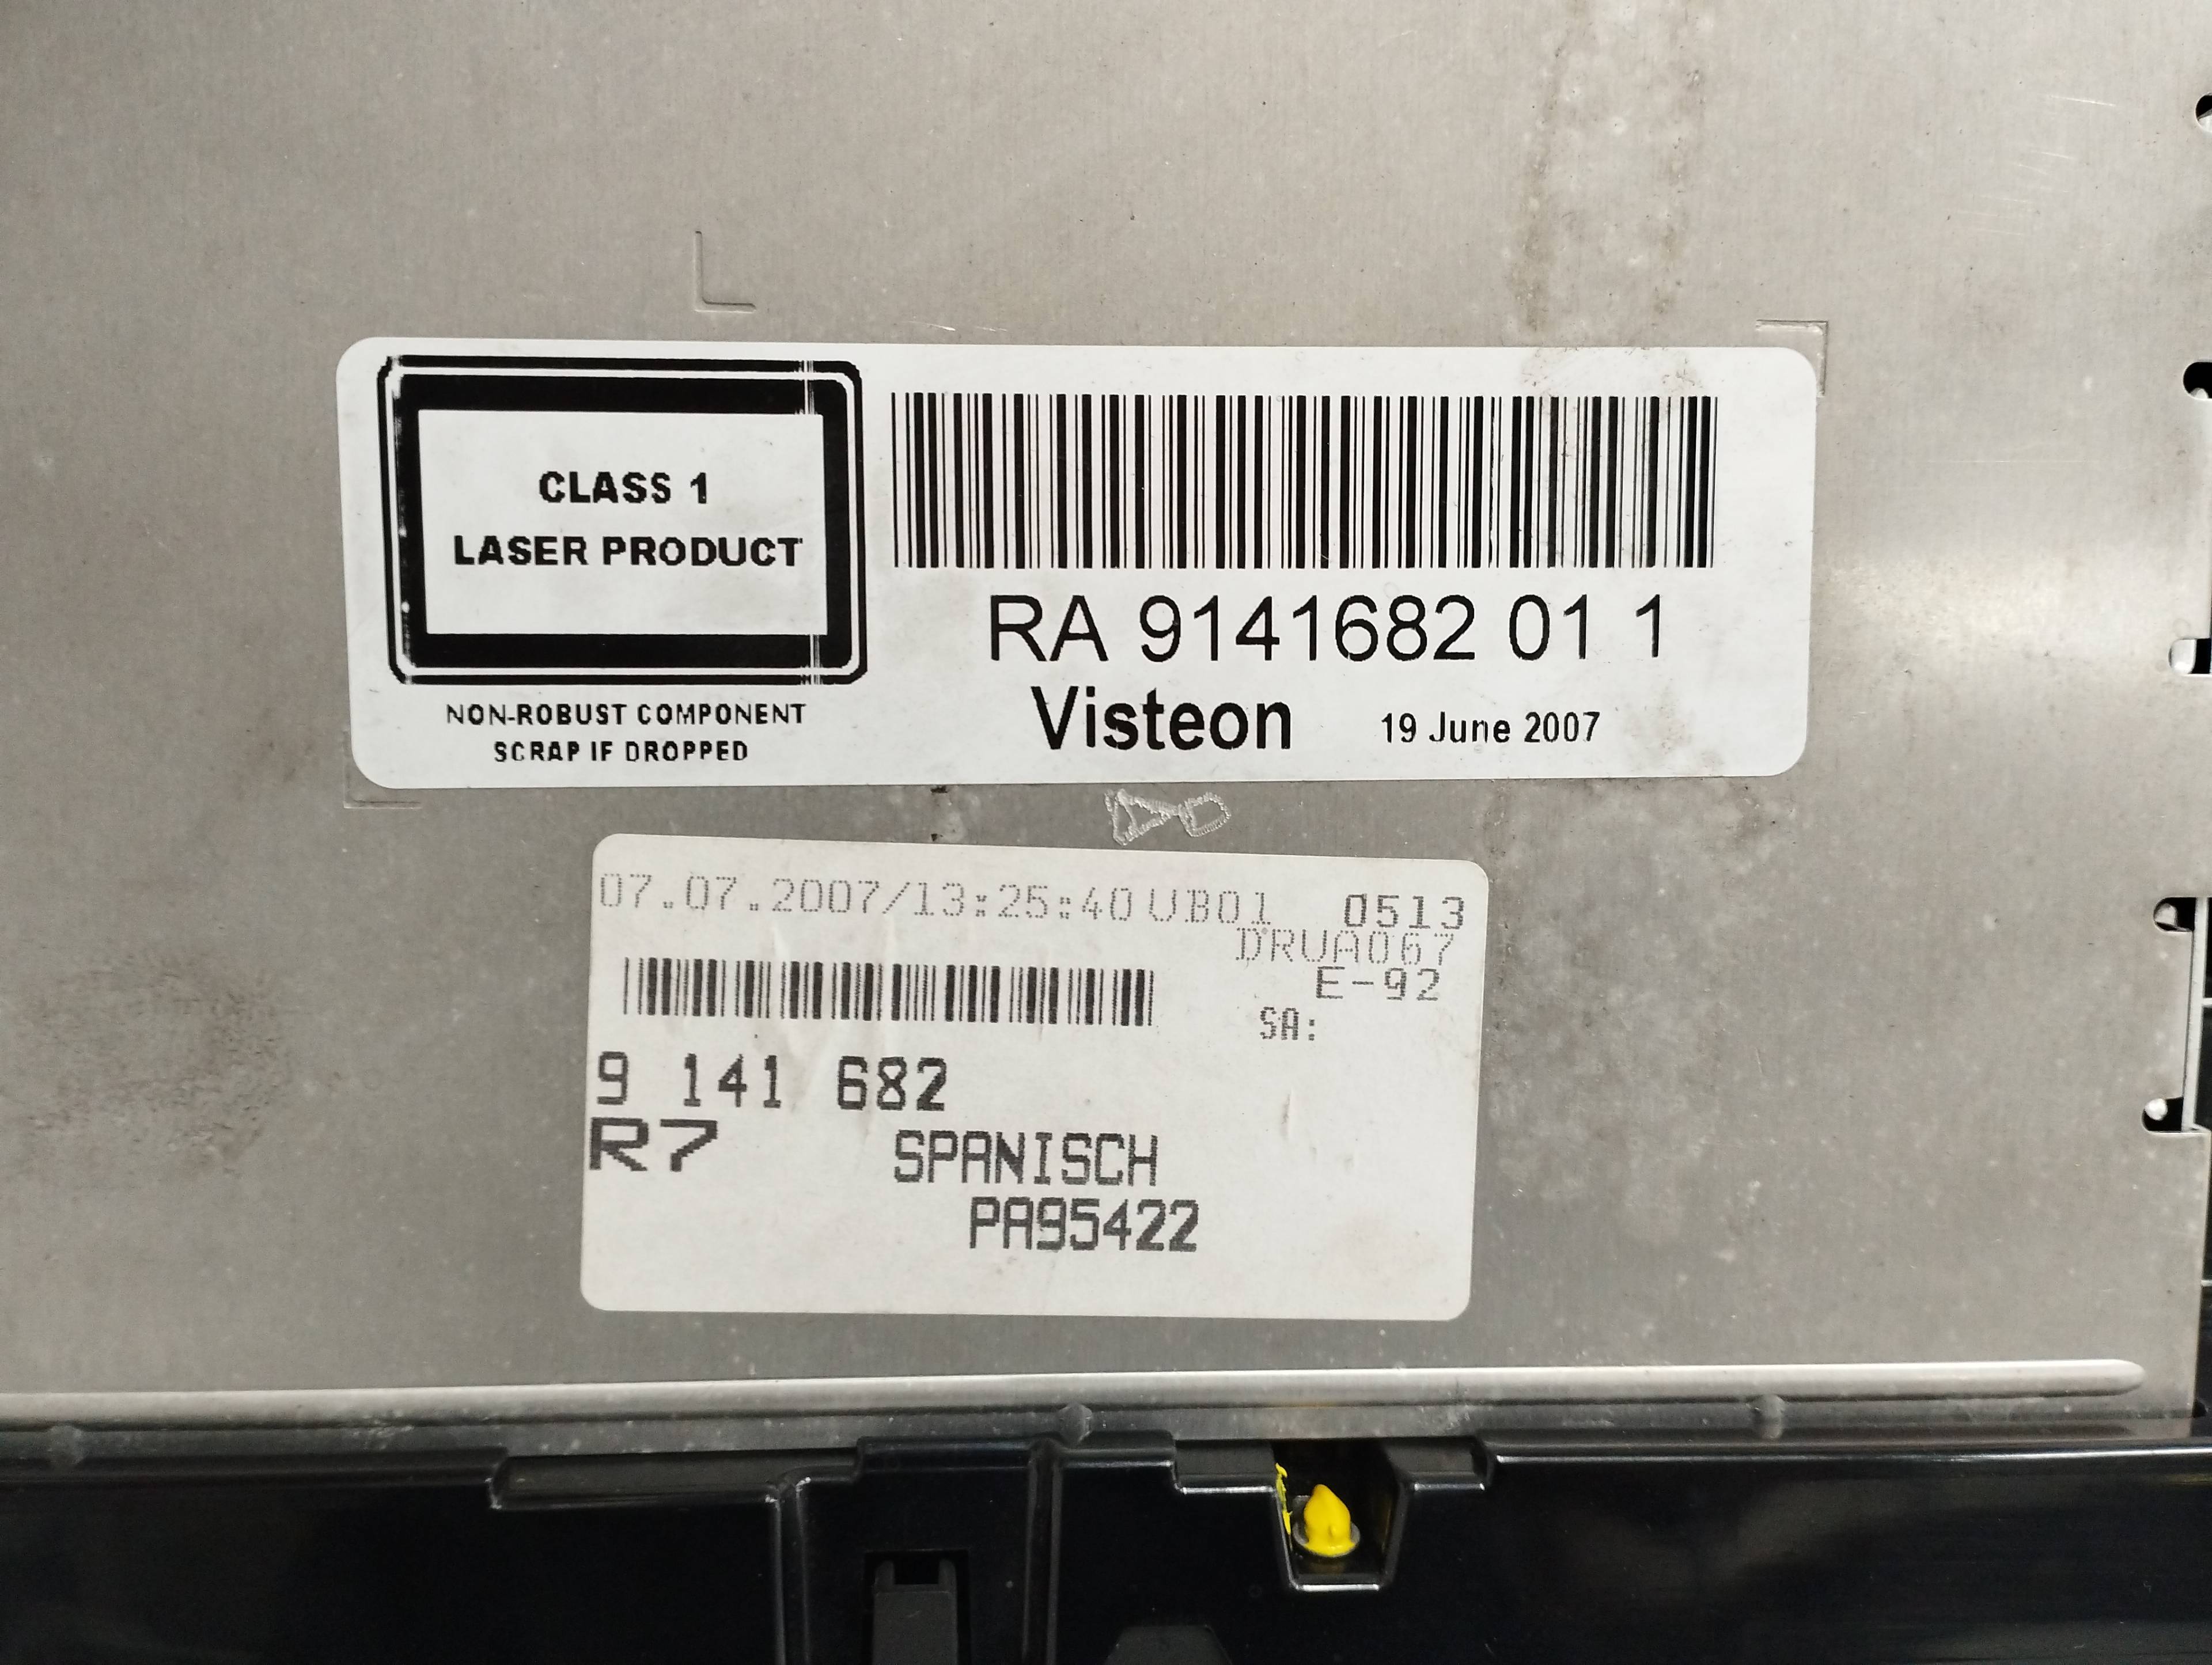 CLASS 1
LASER PRODUCT
NON-ROBUST COMPONENT
SCRAP IF DROPPED
RA 9141682 01 1
Visteon 19 June 2007
07.07.2007/13:25:40 UB01 0513
DRUA067
E-92
SA:
9 141 682
R7 SPANISCH
PA95422